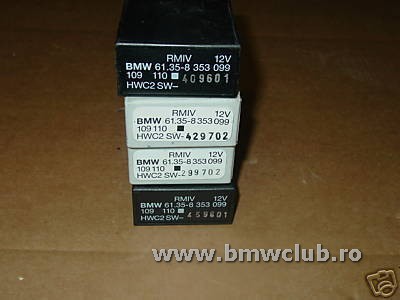 RMIV 12V
BMW 61.35-8 353 099
109 110
409601
HWC2 SW-
RMIV 12V
BMW 61.35-8 353 099
109 110
HWC2 SW-429702
RMIV 12V
BMW 61.35-8 353 099
109 110
HWC2 SW-299702
RMIV 12V
BMW 61.35-8 353 099
109 110
HWC2 SW- 459601
© www.bmwclub.ro